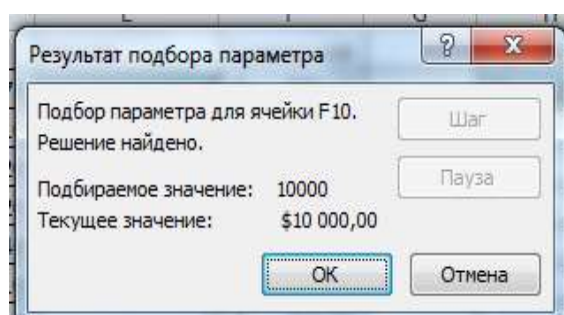 Результат подбора параметра
Подбор параметра для ячейки F10.
Решение найдено.
Подбираемое значение: 10000
Текущее значение: $10 000,00
Шаг
Пауза
ОК
Отмена